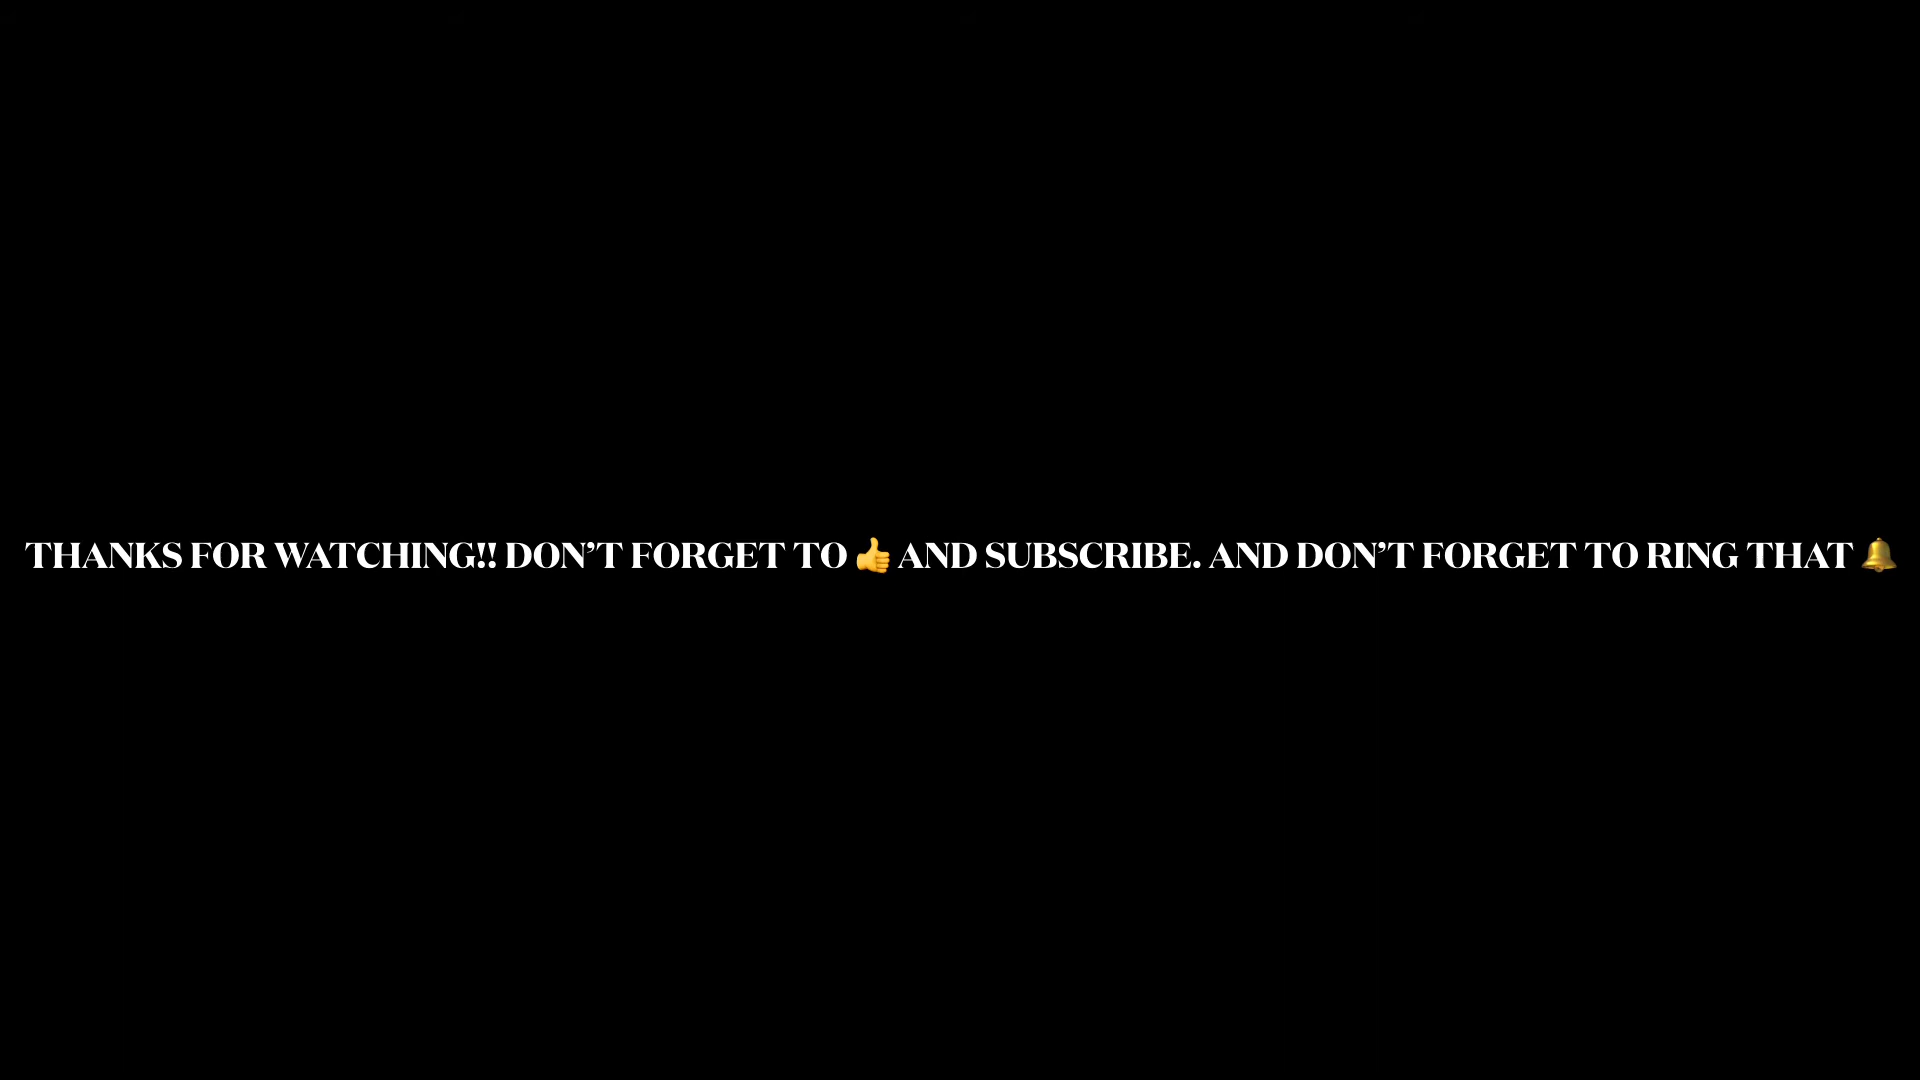 THANKS FOR WATCHING!! DON’T FORGET TO 👍 AND SUBSCRIBE. AND DON’T FORGET TO RING THAT 🔔